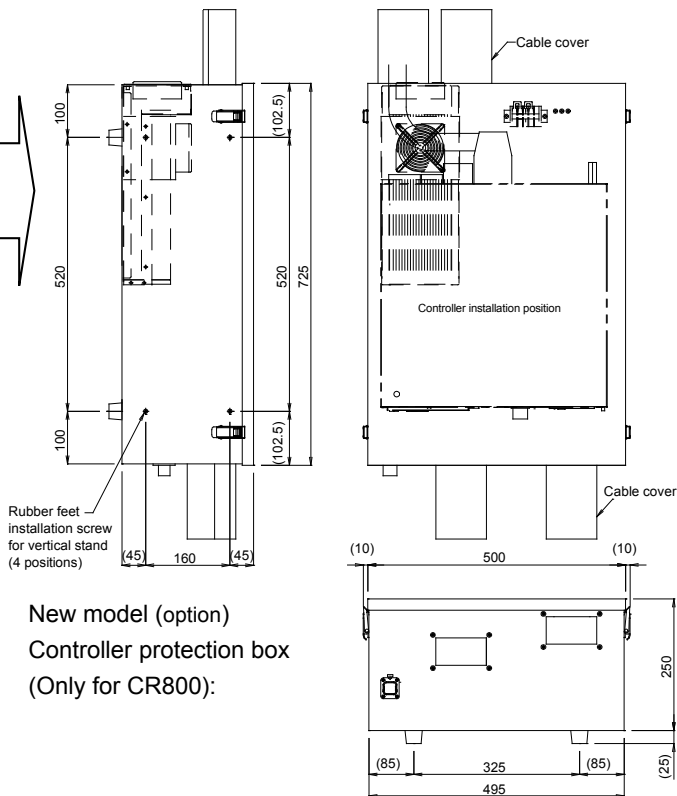 Cable cover
100
(102.5)
520
520
725
Controller installation position
100
(102.5)
Rubber feet
installation screw
for vertical stand
(4 positions)
(45)
160
(45)
Cable cover
(10)
500
(10)
New model (option)
Controller protection box
(Only for CR800):
250
(25)
(85)
325
(85)
495